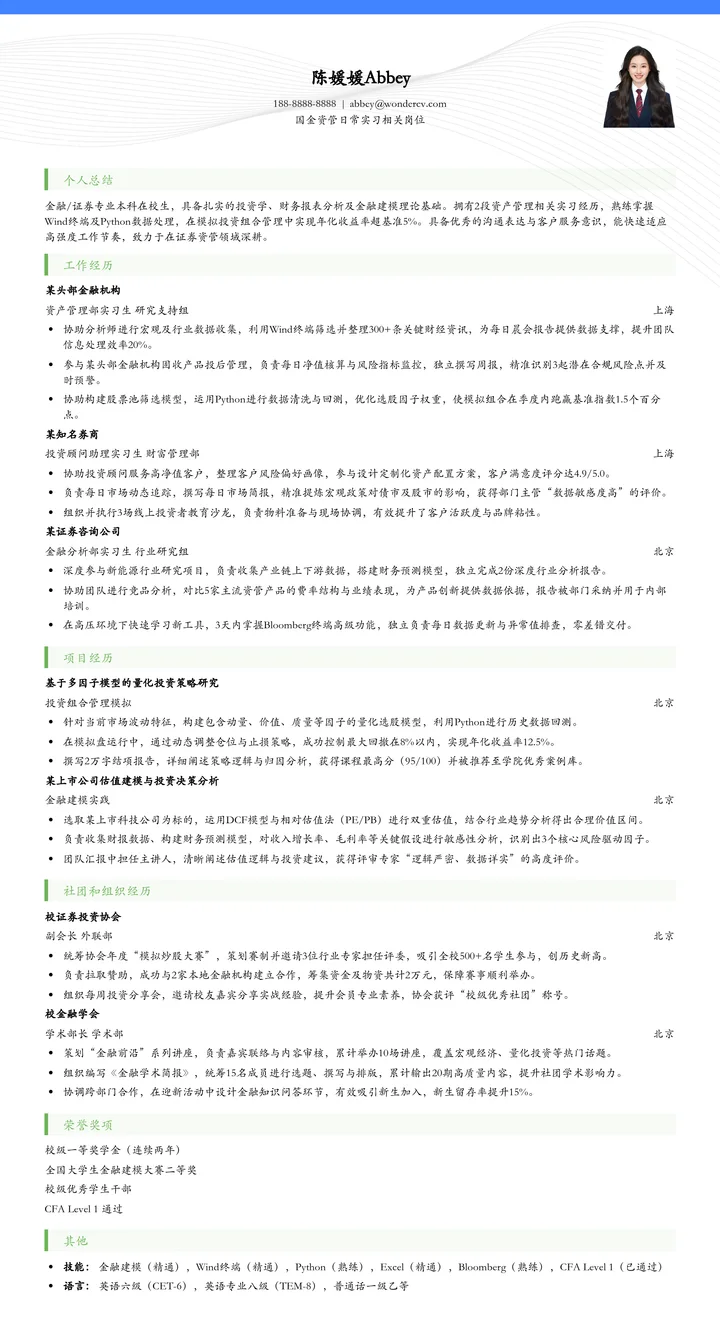 陈媛媛Abbey
188-8888-8888 | abbey@wondercv.com
国金资管日常实习相关岗位
个人总结
金融/证券专业本科在校生，具备扎实的投资学、财务报表分析及金融建模理论基础。拥有2段资产管理相关实习经历，熟练掌握
Wind终端及Python数据处理，在模拟投资组合管理中实现年化收益率超基准5%。具备优秀的沟通表达与客户服务意识，能快速适应
高强度工作节奏，致力于在证券资管领域深耕。
工作经历
某头部金融机构
资产管理部实习生 研究支持组 上海
• 协助分析师进行宏观及行业数据收集，利用Wind终端筛选并整理300+条关键财经资讯，为每日晨会报告提供数据支撑，提升团队
信息处理效率20%。
• 参与某头部金融机构固收产品投后管理，负责每日净值核算与风险指标监控，独立撰写周报，精准识别3起潜在合规风险点并及
时预警。
• 协助构建股票池筛选模型，运用Python进行数据清洗与回测，优化选股因子权重，使模拟组合在季度内跑赢基准指数1.5个百分
点。
某知名券商
投资顾问助理实习生 财富管理部 上海
• 协助投资顾问服务高净值客户，整理客户风险偏好画像，参与设计定制化资产配置方案，客户满意度评分达4.9/5.0。
• 负责每日市场动态追踪，撰写每日市场简报，精准提炼宏观政策对债市及股市的影响，获得部门主管“数据敏感度高”的评价。
• 组织并执行3场线上投资者教育沙龙，负责物料准备与现场协调，有效提升了客户活跃度与品牌粘性。
某证券咨询公司
金融分析部实习生 行业研究组 北京
• 深度参与新能源行业研究项目，负责收集产业链上下游数据，搭建财务预测模型，独立完成2份深度行业分析报告。
• 协助团队进行竞品分析，对比5家主流资管产品的费率结构与业绩表现，为产品创新提供数据依据，报告被部门采纳并用于内部
培训。
• 在高压环境下快速学习新工具，3天内掌握Bloomberg终端高级功能，独立负责每日数据更新与异常值排查，零差错交付。
项目经历
基于多因子模型的量化投资策略研究
投资组合管理模拟 北京
• 针对当前市场波动特征，构建包含动量、价值、质量等因子的量化选股模型，利用Python进行历史数据回测。
• 在模拟盘运行中，通过动态调整仓位与止损策略，成功控制最大回撤在8%以内，实现年化收益率12.5%。
• 撰写2万字结项报告，详细阐述策略逻辑与归因分析，获得课程最高分（95/100）并被推荐至学院优秀案例库。
某上市公司估值建模与投资决策分析
金融建模实践 北京
• 选取某上市科技公司为标的，运用DCF模型与相对估值法（PE/PB）进行双重估值，结合行业趋势分析得出合理价值区间。
• 负责收集财报数据、构建财务预测模型，对收入增长率、毛利率等关键假设进行敏感性分析，识别出3个核心风险驱动因子。
• 团队汇报中担任主讲人，清晰阐述估值逻辑与投资建议，获得评审专家“逻辑严密、数据详实”的高度评价。
社团和组织经历
校证券投资协会
副会长 外联部 北京
• 统筹协会年度“模拟炒股大赛”，策划赛制并邀请3位行业专家担任评委，吸引全校500+名学生参与，创历史新高。
• 负责拉取赞助，成功与2家本地金融机构建立合作，筹集资金及物资共计2万元，保障赛事顺利举办。
• 组织每周投资分享会，邀请校友嘉宾分享实战经验，提升会员专业素养，协会获评“校级优秀社团”称号。
校金融学会
学术部长 学术部 北京
• 策划“金融前沿”系列讲座，负责嘉宾联络与内容审核，累计举办10场讲座，覆盖宏观经济、量化投资等热门话题。
• 组织编写《金融学术简报》，统筹15名成员进行选题、撰写与排版，累计输出20期高质量内容，提升社团学术影响力。
• 协调跨部门合作，在迎新活动中设计金融知识问答环节，有效吸引新生加入，新生留存率提升15%。
荣誉奖项
校级一等奖学金（连续两年）
全国大学生金融建模大赛二等奖
校级优秀学生干部
CFA Level 1 通过
其他
• 技能： 金融建模（精通），Wind终端（精通），Python（熟练），Excel（精通），Bloomberg（熟练），CFA Level 1（已通过）
• 语言： 英语六级（CET-6），英语专业八级（TEM-8），普通话一级乙等